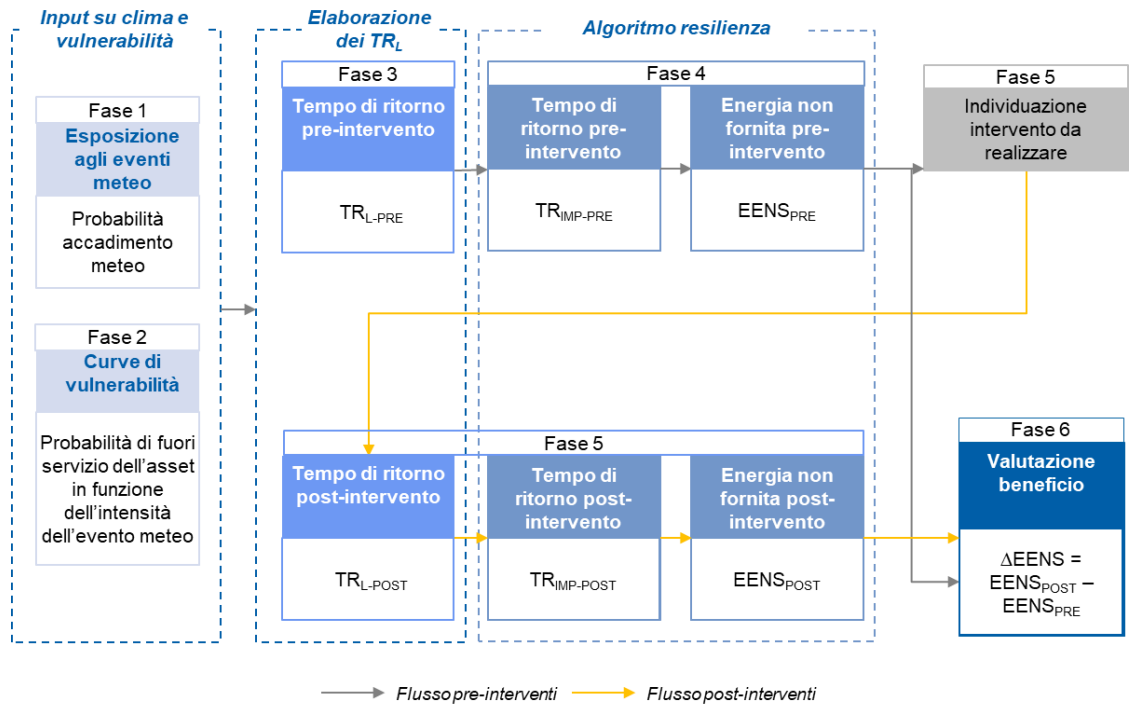 Input su clima e
vulnerabilità
Fase 1
Esposizione
agli eventi
meteo
Probabilità
accadimento
meteo
Fase 2
Curve di
vulnerabilità
Probabilità di fuori
servizio dell'asset
in funzione
dell'intensità
dell'evento meteo
Elaborazione
dei TRL
Fase 3
Tempo di ritorno
pre-intervento
TRL-PRE
Algoritmo resilienza
Fase 4
Tempo di
ritorno pre-
intervento
TRIMP-PRE
Energia non
fornita pre-
intervento
EENSPRE
Fase 5
Individuazione
intervento da
realizzare
Fase 5
Tempo di ritorno
post-intervento
TRL-POST
Tempo di
ritorno post-
intervento
TRIMP-POST
Energia non
fornita post-
intervento
EENSPOST
Fase 6
Valutazione
beneficio
ΔEENS =
EENSPOST –
EENSPRE
Flusso pre-interventi
Flusso post-interventi